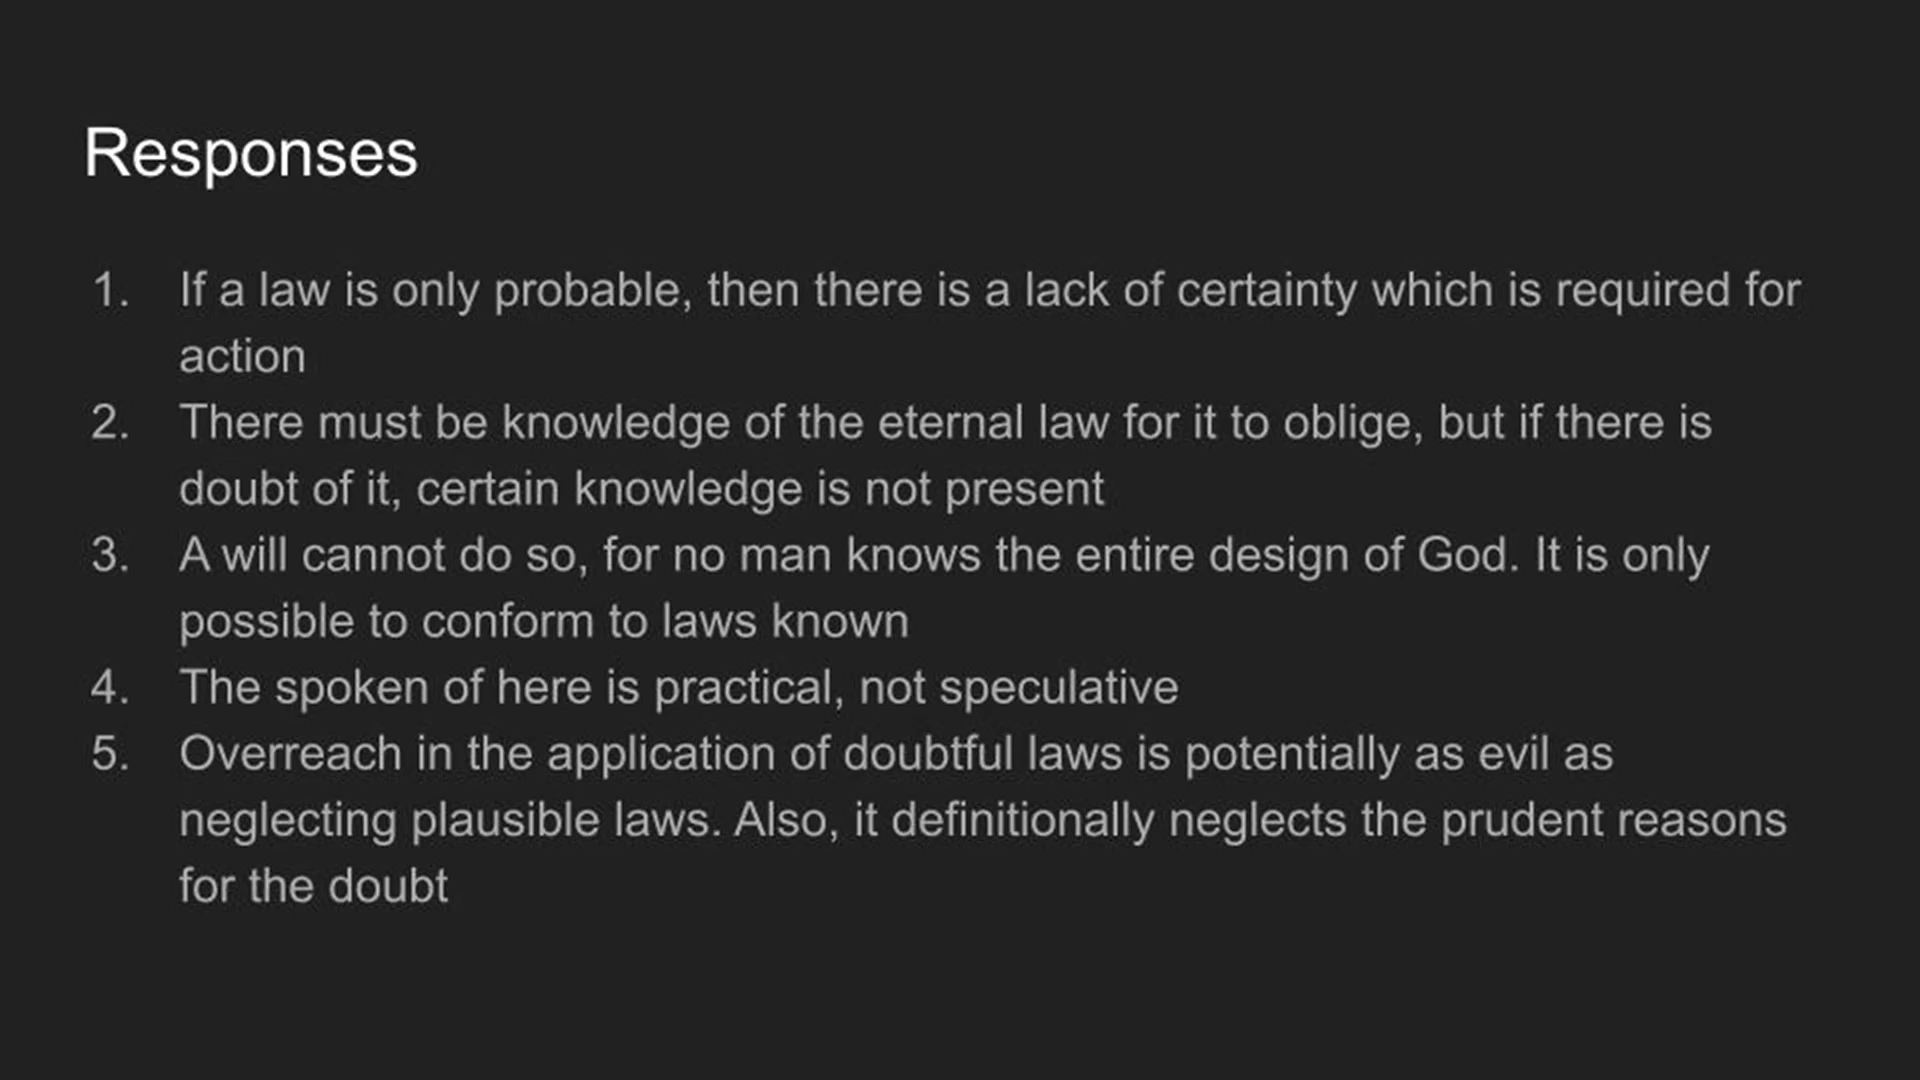 Responses
1. If a law is only probable, then there is a lack of certainty which is required for
action
2. There must be knowledge of the eternal law for it to oblige, but if there is
doubt of it, certain knowledge is not present
3. A will cannot do so, for no man knows the entire design of God. It is only
possible to conform to laws known
4. The spoken of here is practical, not speculative
5. Overreach in the application of doubtful laws is potentially as evil as
neglecting plausible laws. Also, it definitionally neglects the prudent reasons
for the doubt